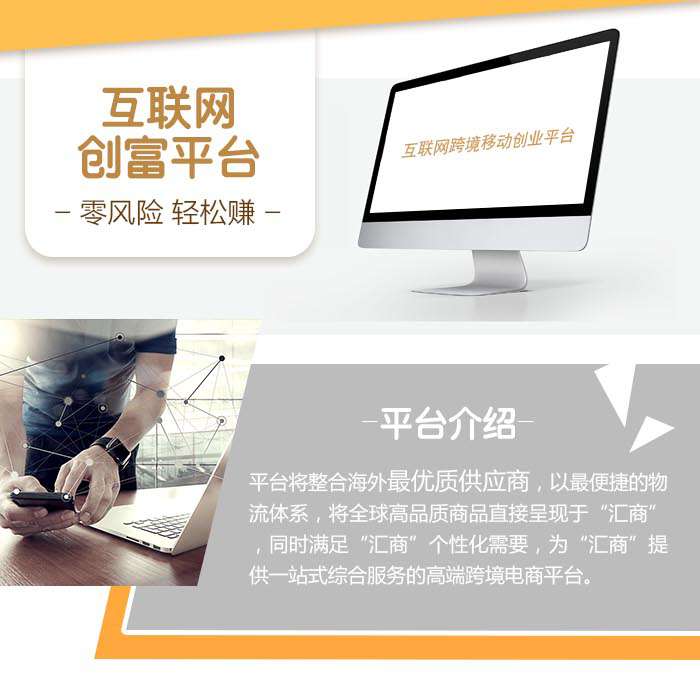 互联网
创富平台
- 零风险 轻松赚 -
互联网跨境移动创业平台
-平台介绍-
平台将整合海外最优质供应商，以最便捷的物
流体系，将全球高品质商品直接呈现于“汇商”
，同时满足“汇商”个性化需要，为“汇商”提
供一站式综合服务的高端跨境电商平台。